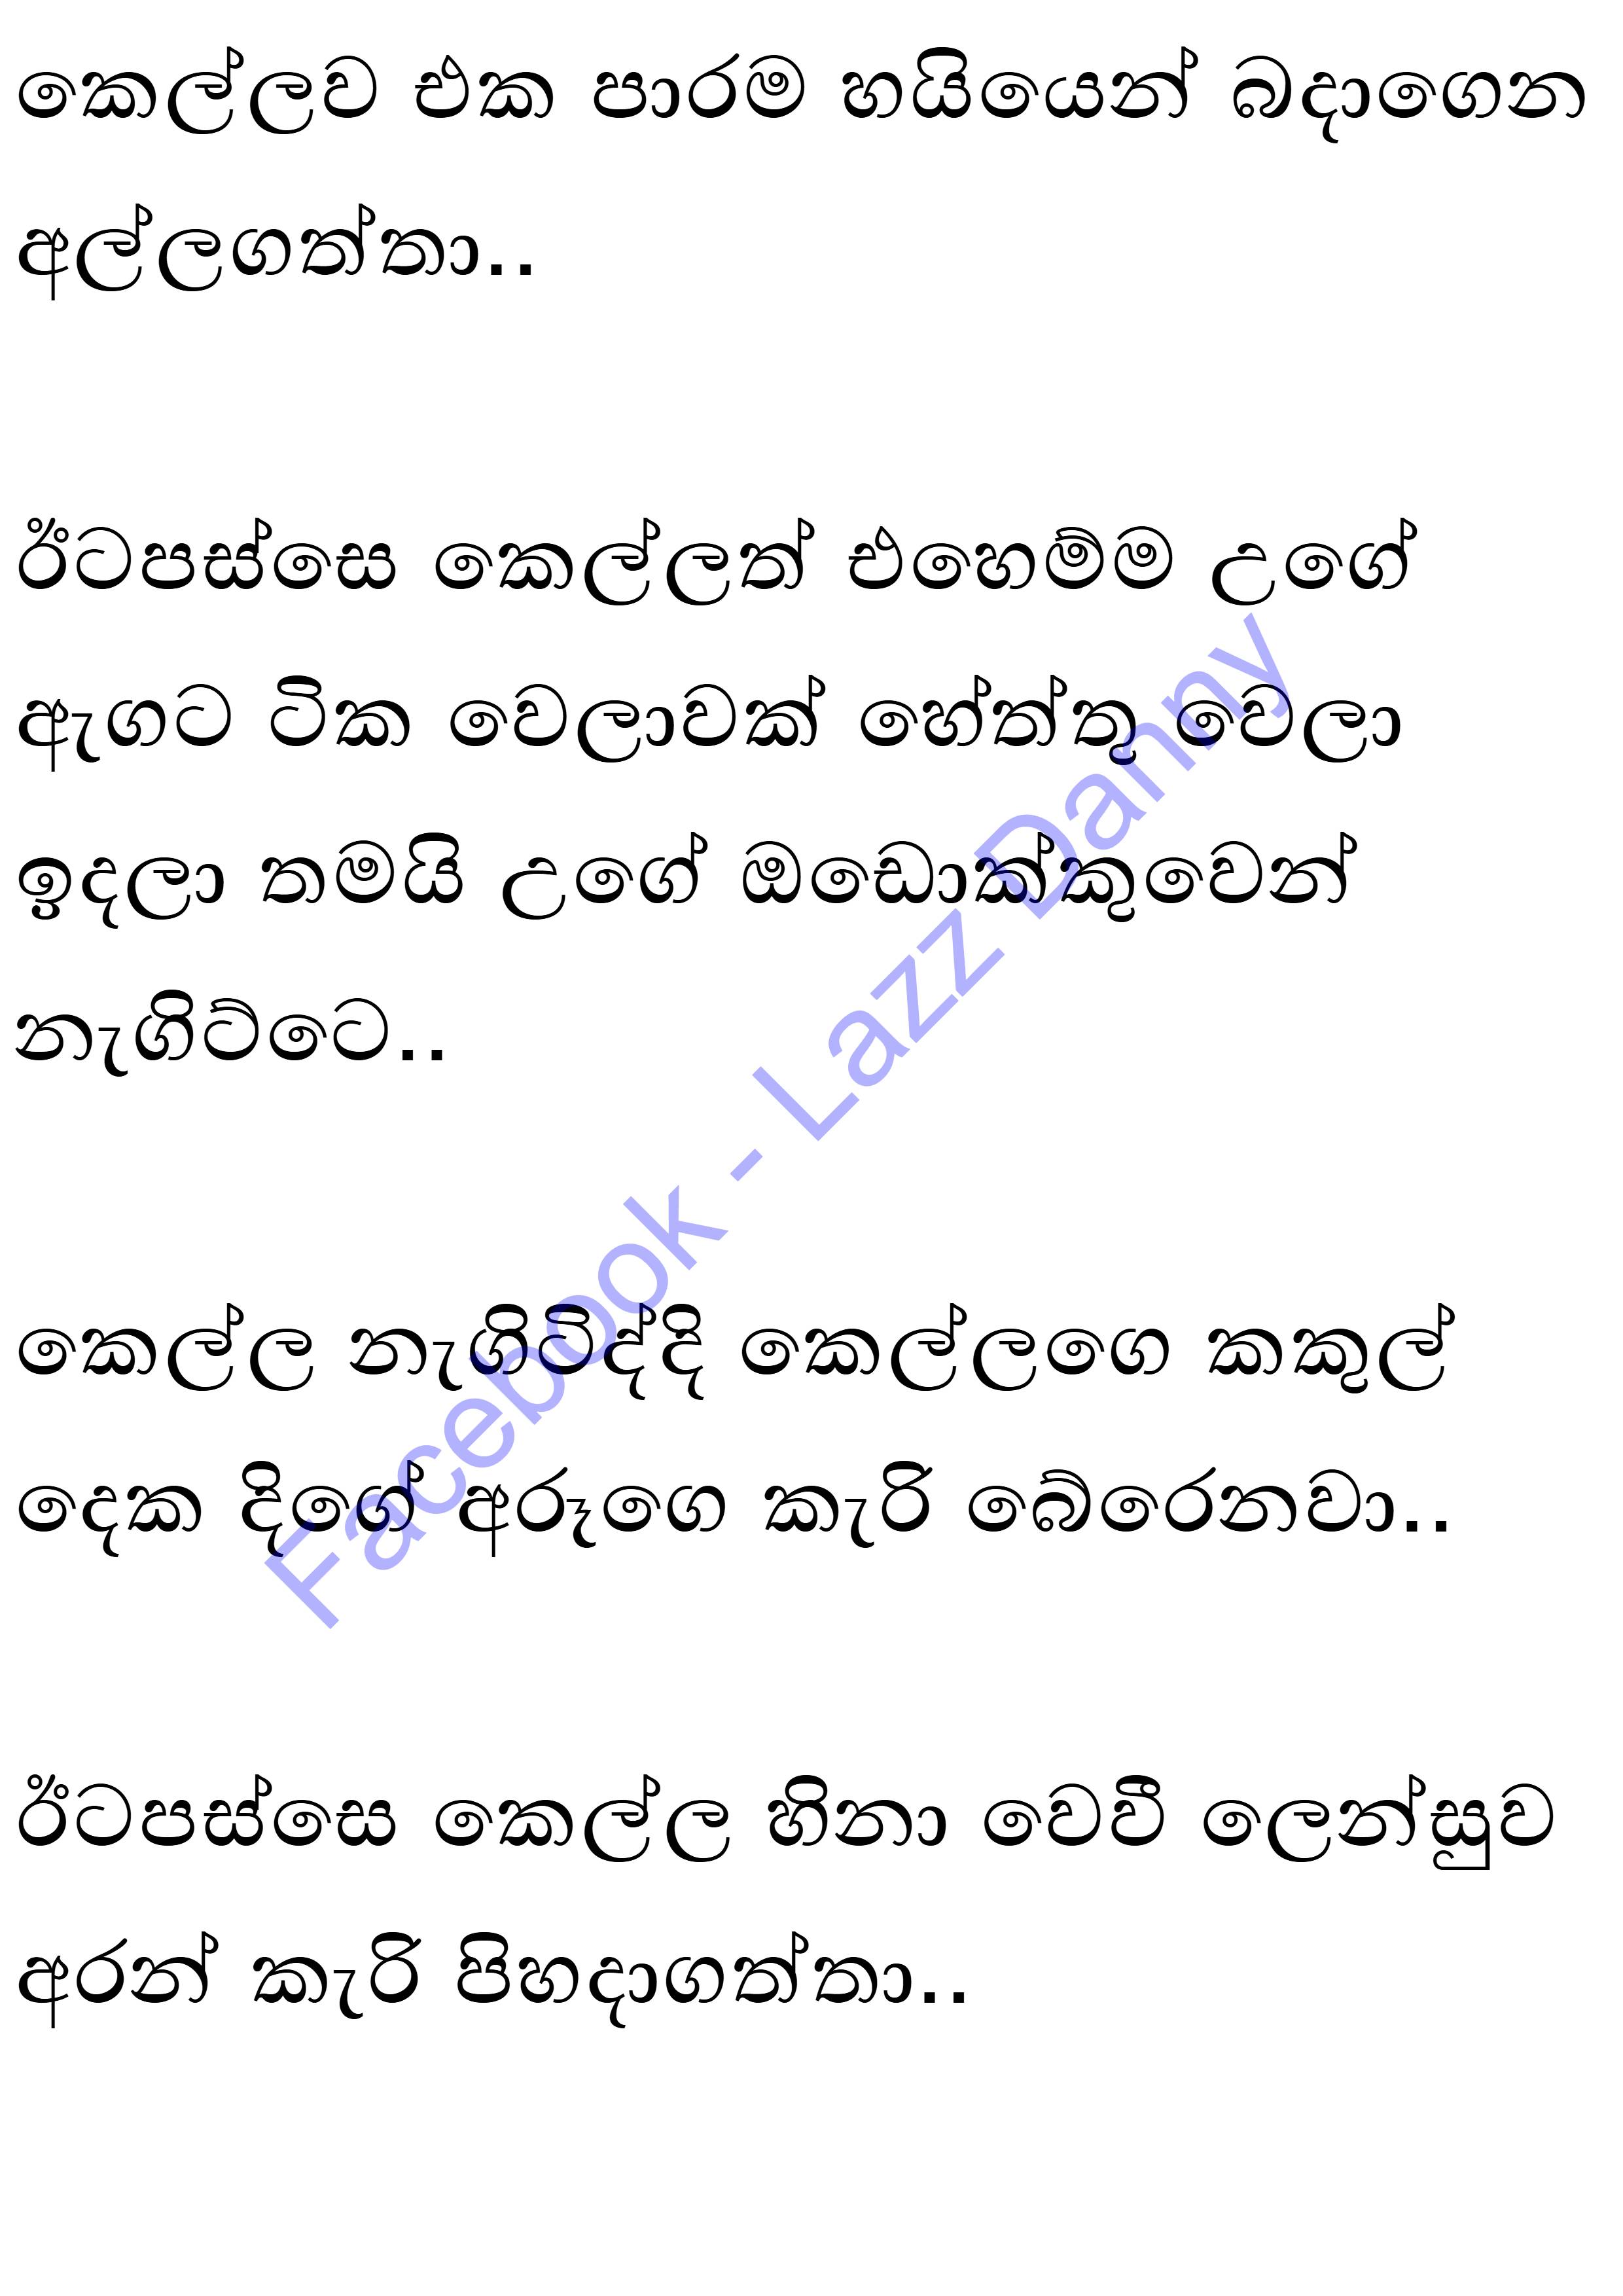 කෙල්ලව එක පාරම හයියෙන් බදාගෙන
අල්ලගත්තා..
ඊටපස්සෙ කෙල්ලත් එහෙම්ම උගේ
ඇගට ටික වෙලාවක් හේත්තු වෙලා
ඉදලා තමයි උගේ ඔඩොක්කුවෙන්
නැගිට්ටෙ..
කෙල්ල නැගිටිද්දි කෙල්ලගෙ කකුල්
දෙක දිගේ අරූගෙ කැරි බේරෙනවා..
ඊටපස්සෙ කෙල්ල හිනා වෙවී ලෙන්සුව
අරන් කැරි පිහදාගත්තා..
Facebook - Lazz Danny